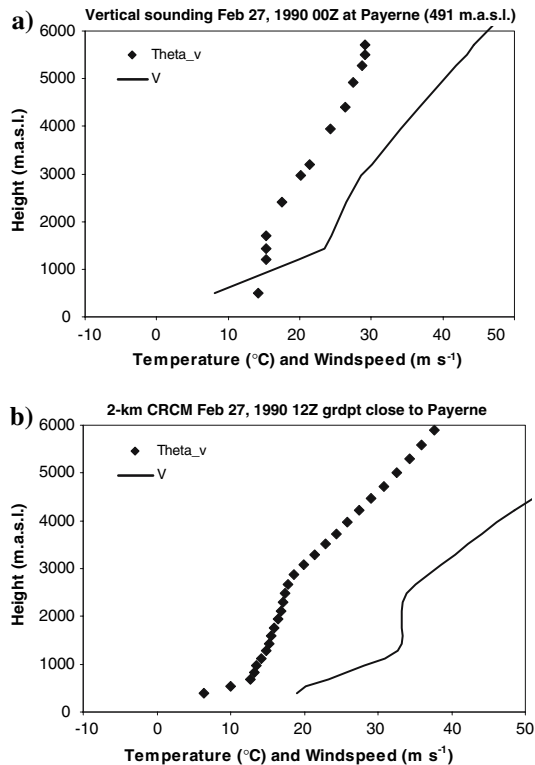 a)
Vertical sounding Feb 27, 1990 00Z at Payerne (491 m.a.s.l.)
6000
5000
4000
3000
2000
1000
0
Height (m.a.s.l.)
Theta_v
V
-10 0 10 20 30 40 50
Temperature (°C) and Windspeed (m s-1)
b)
2-km CRCM Feb 27, 1990 12Z grdpt close to Payerne
6000
5000
4000
3000
2000
1000
0
Height (m.a.s.l.)
Theta_v
V
-10 0 10 20 30 40 50
Temperature (°C) and Windspeed (m s-1)